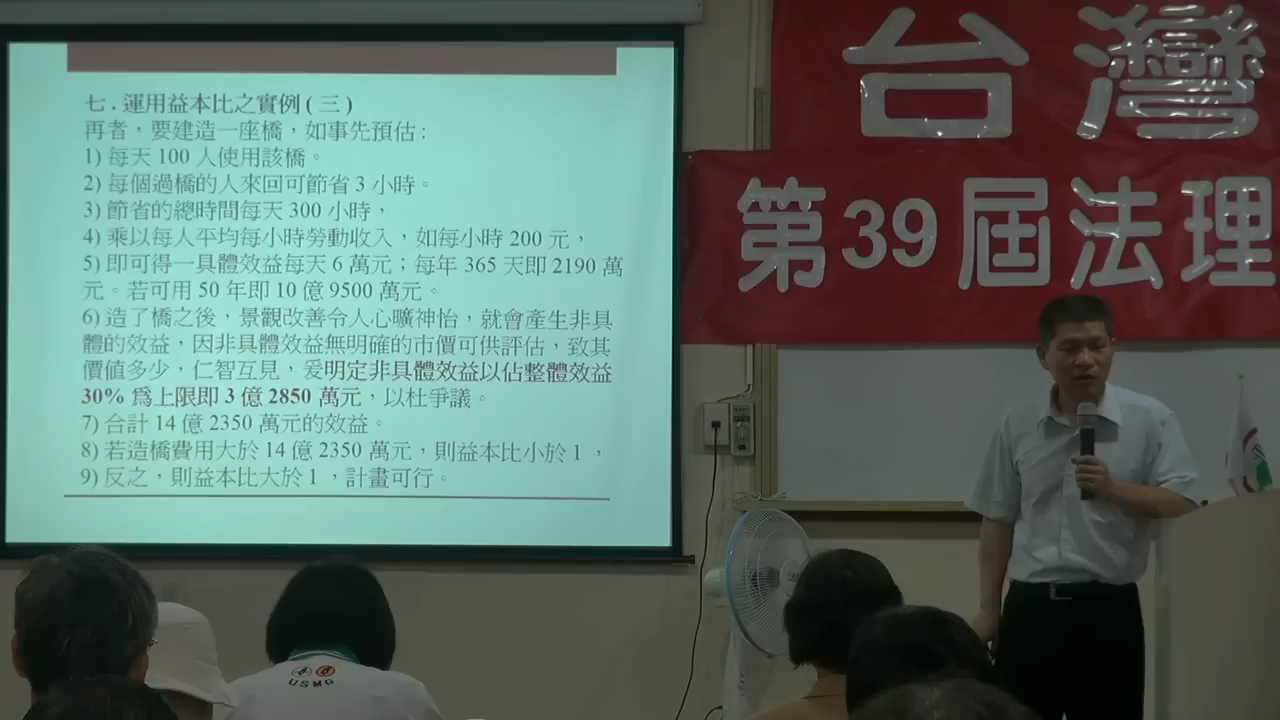 七 . 運用益本比之實例 ( 三 )
再者，要建造一座橋，如事先預估 :
1) 每天 100 人使用該橋。
2) 每個過橋的人來回可節省 3 小時。
3) 節省的總時間每天 300 小時，
4) 乘以每人平均每小時勞動收入，如每小時 200 元，
5) 即可得一具體效益每天 6 萬元；每年 365 天即 2190 萬
元。若可用 50 年即 10 億 9500 萬元。
6) 造了橋之後，景觀改善令人心曠神怡，就會產生非具
體的效益，因非具體效益無明確的市價可供評估，致其
價值多少，仁智互見，爰明定非具體效益以佔整體效益
30% 為上限即 3 億 2850 萬元，以杜爭議。
7) 合計 14 億 2350 萬元的效益。
8) 若造橋費用大於 14 億 2350 萬元，則益本比小於 1 ，
9) 反之，則益本比大於 1 ，計畫可行。
台灣
第39屆法理
USMG